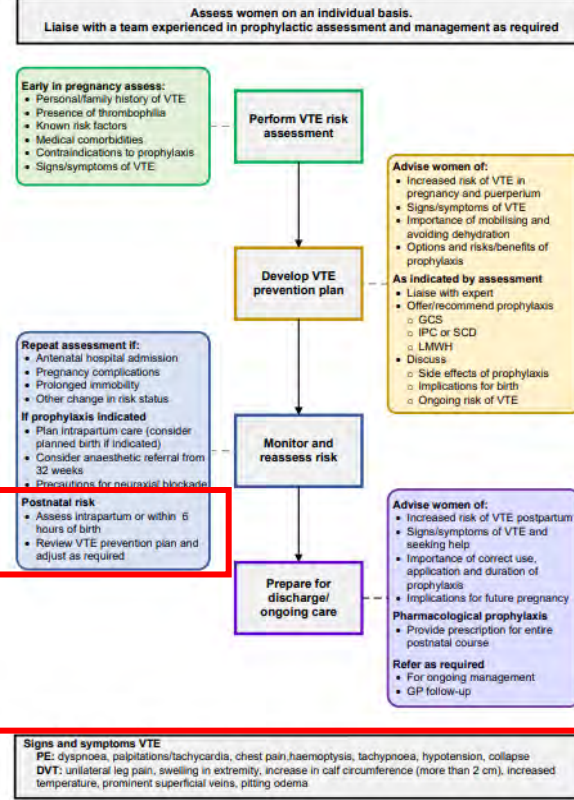 Assess women on an individual basis.
Liaise with a team experienced in prophylactic assessment and management as required
Early in pregnancy assess:
• Personal/family history of VTE
• Presence of thrombophilia
• Known risk factors
• Medical comorbidities
• Contraindications to prophylaxis
• Signs/symptoms of VTE
Perform VTE risk
assessment
Advise women of:
• Increased risk of VTE in
pregnancy and puerperium
• Signs/symptoms of VTE
• Importance of mobilising and
avoiding dehydration
• Options and risks/benefits of
prophylaxis
As indicated by assessment
• Liaise with expert
• Offer/recommend prophylaxis
o GCS
o IPC or SCD
o LMWH
• Discuss
o Side effects of prophylaxis
o Implications for birth
o Ongoing risk of VTE
Develop VTE
prevention plan
Repeat assessment if:
• Antenatal hospital admission
• Pregnancy complications
• Prolonged immobility
• Other change in risk status
If prophylaxis indicated
• Plan intrapartum care (consider
planned birth if indicated)
• Consider anaesthetic referral from
32 weeks
• Precautions for neuraxial blockade
Postnatal risk
• Assess intrapartum or within 6
hours of birth
• Review VTE prevention plan and
adjust as required
Monitor and
reassess risk
Advise women of:
• Increased risk of VTE postpartum
• Signs/symptoms of VTE and
seeking help
• Importance of correct use,
application and duration of
prophylaxis
• Implications for future pregnancy
Pharmacological prophylaxis
• Provide prescription for entire
postnatal course
Refer as required
• For ongoing management
• GP follow-up
Prepare for
discharge/
ongoing care
Signs and symptoms VTE
PE: dyspnoea, palpitations/tachycardia, chest pain,haemoptysis, tachypnoea, hypotension, collapse
DVT: unilateral leg pain, swelling in extremity, increase in calf circumference (more than 2 cm), increased
temperature, prominent superficial veins, pitting odema